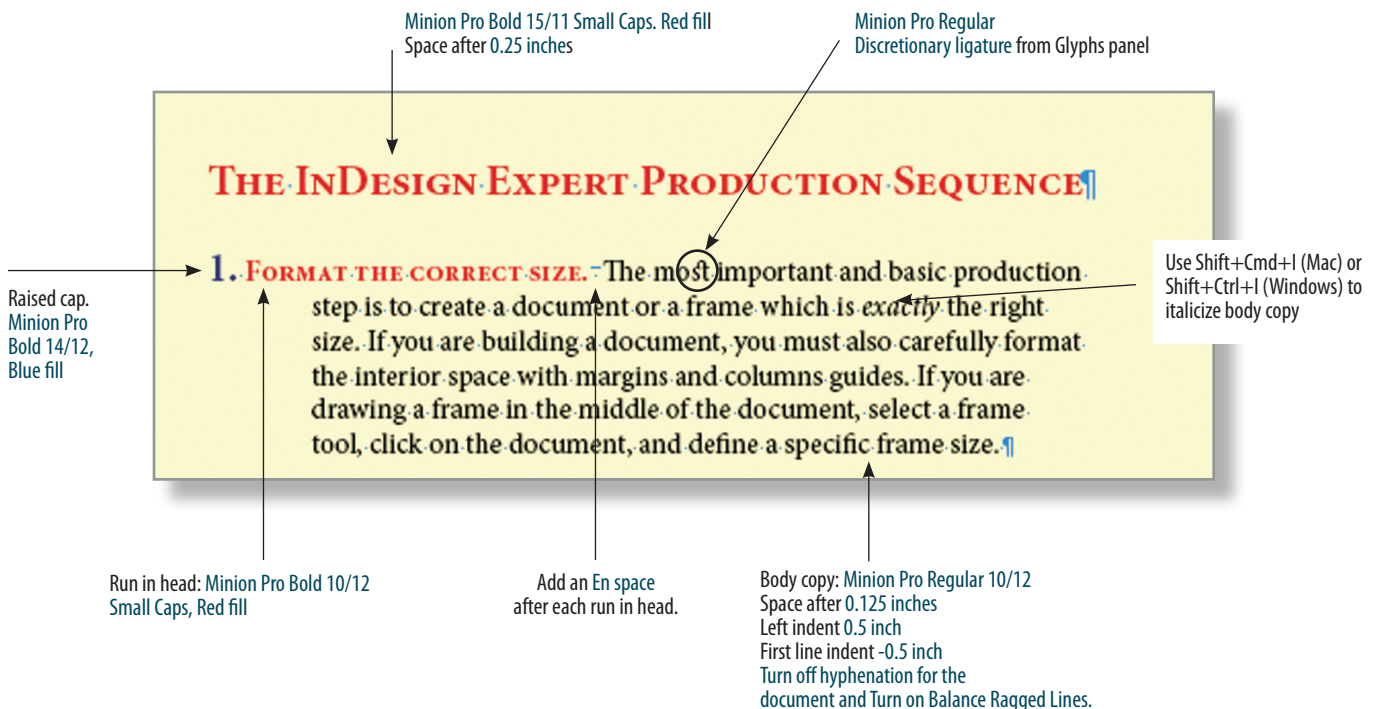 Minion Pro Bold 15/11 Small Caps. Red fill
Space after 0.25 inches
Minion Pro Regular
Discretionary ligature from Glyphs panel
The InDesign Expert Production Sequence¶
1. Format the correct size. The most important and basic production
step is to create a document or a frame which is exactly the right
size. If you are building a document, you must also carefully format
the interior space with margins and columns guides. If you are
drawing a frame in the middle of the document, select a frame
tool, click on the document, and define a specific frame size.¶
Raised cap.
Minion Pro
Bold 14/12,
Blue fill
Use Shift+Cmd+I (Mac) or
Shift+Ctrl+I (Windows) to
italicize body copy
Run in head: Minion Pro Bold 10/12
Small Caps, Red fill
Add an En space
after each run in head.
Body copy: Minion Pro Regular 10/12
Space after 0.125 inches
Left indent 0.5 inch
First line indent -0.5 inch
Turn off hyphenation for the
document and Turn on Balance Ragged Lines.